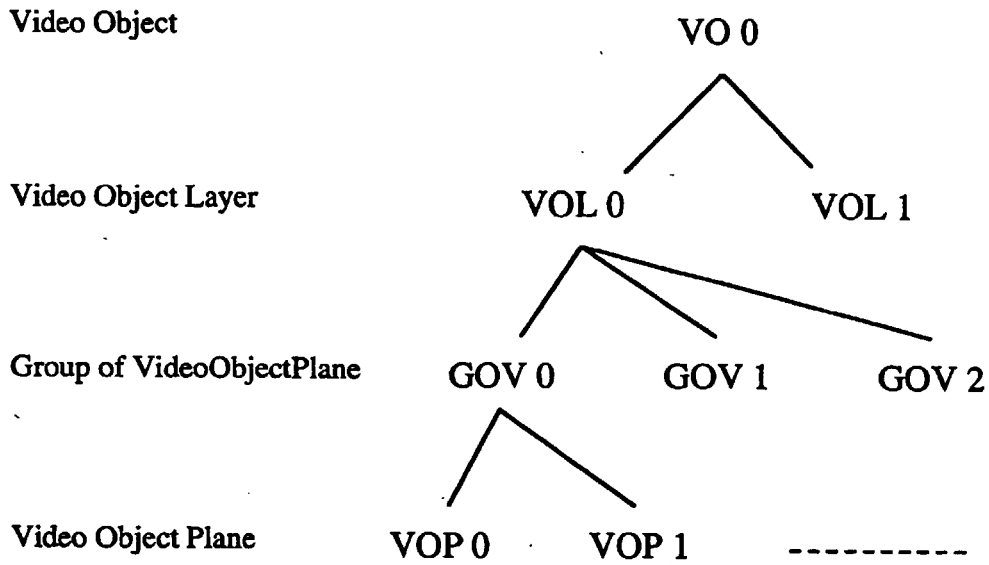 Video Object VO 0
Video Object Layer VOL 0 VOL 1
Group of VideoObjectPlane GOV 0 GOV 1 GOV 2
Video Object Plane VOP 0 VOP 1